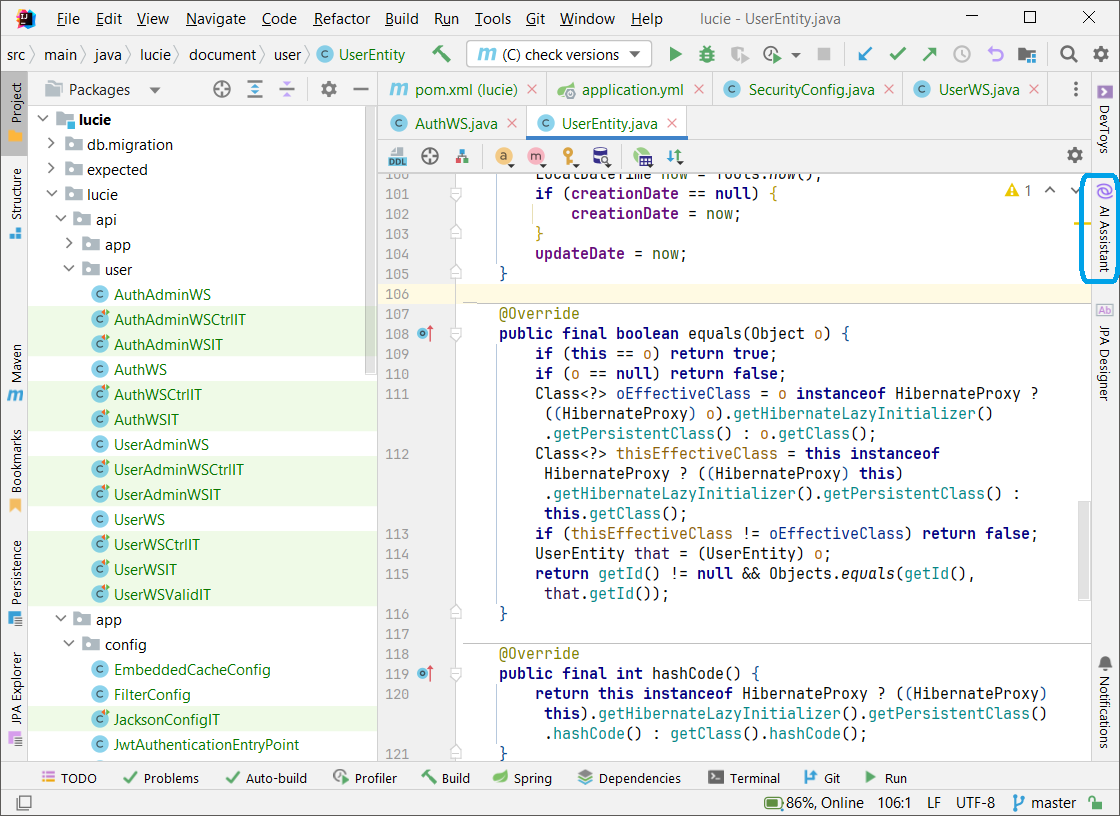 File Edit View Navigate Code Refactor Build Run Tools Git Window Help lucie - UserEntity.java
src main java lucie document user UserEntity (C) check versions
Packages
pom.xml (lucie) application.yml SecurityConfig.java UserWS.java
AuthWS.java UserEntity.java
DDL
Project
Structure
Maven
Bookmarks
Persistence
JPA Explorer
lucie
db.migration
expected
lucie
api
app
user
AuthAdminWS
AuthAdminWSCtrlIT
AuthAdminWSIT
AuthWS
AuthWSCtrlIT
AuthWSIT
UserAdminWS
UserAdminWSCtrlIT
UserAdminWSIT
UserWS
UserWSCtrlIT
UserWSIT
UserWSValidIT
app
config
EmbeddedCacheConfig
FilterConfig
JacksonConfigIT
JwtAuthenticationEntryPoint
100 LocalDateTime now = Tools.now();
101 if (creationDate == null) {
102 creationDate = now;
103 }
104 updateDate = now;
105 }
106
107 @Override
108 public final boolean equals(Object o) {
109 if (this == o) return true;
110 if (o == null) return false;
111 Class<?> oEffectiveClass = o instanceof HibernateProxy ?
((HibernateProxy) o).getHibernateLazyInitializer()
.getPersistentClass() : o.getClass();
112 Class<?> thisEffectiveClass = this instanceof
HibernateProxy ? ((HibernateProxy) this)
.getHibernateLazyInitializer().getPersistentClass() :
this.getClass();
113 if (thisEffectiveClass != oEffectiveClass) return false;
114 UserEntity that = (UserEntity) o;
115 return getId() != null && Objects.equals(getId(),
that.getId());
116 }
117
118 @Override
119 public final int hashCode() {
120 return this instanceof HibernateProxy ? ((HibernateProxy)
this).getHibernateLazyInitializer().getPersistentClass()
.hashCode() : getClass().hashCode();
121 }
1
DevToys
AI Assistant
Ab
JPA Designer
Notifications
TODO Problems Auto-build Profiler Build Spring Dependencies Terminal Git Run
86%, Online 106:1 LF UTF-8 master